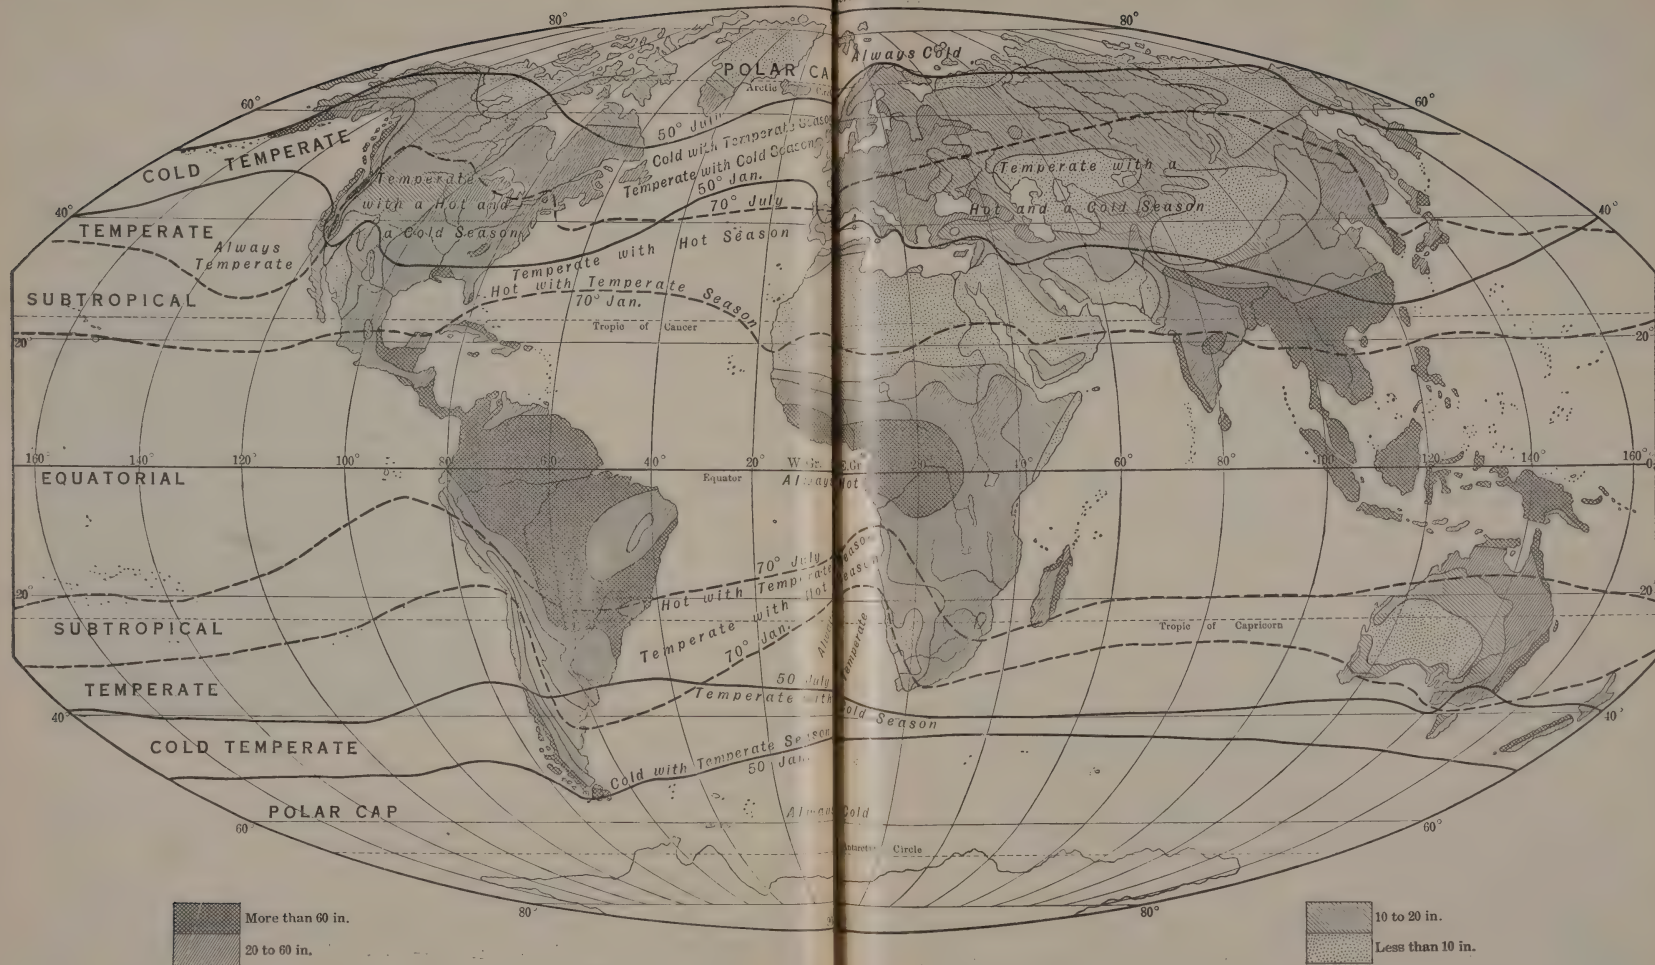 80°
80°
Always Cold
POLAR CA
Arctic
60°
60°
50° July
Cold with Temperate Season
Temperate with Cold Season
50° Jan.
70° July
COLD TEMPERATE
Temperate
with a Hot and
a Cold Season
Temperate with a
Hot and a Cold Season
40°
40°
TEMPERATE
Always
Temperate
Temperate with Hot Season
Hot with Temperate Season
70° Jan.
SUBTROPICAL
Tropic of Cancer
20°
20°
160°
140°
120°
100°
80°
60°
40°
20°
W. Gr.
E. Gr
20°
40°
60°
80°
100
120
140°
160°
0°
EQUATORIAL
Equator
Always Hot
70° July
Hot with Temperate Season
Temperate with Hot Season
70° Jan.
Always
Temperate
20
20
SUBTROPICAL
Tropic of Capricorn
TEMPERATE
50 July
Temperate with Cold Season
40°
40°
COLD TEMPERATE
Cold with Temperate Season
50 Jan.
POLAR CAP
Always Cold
60°
60°
Antarctic Circle
80°
80°
More than 60 in.
20 to 60 in.
10 to 20 in.
Less than 10 in.